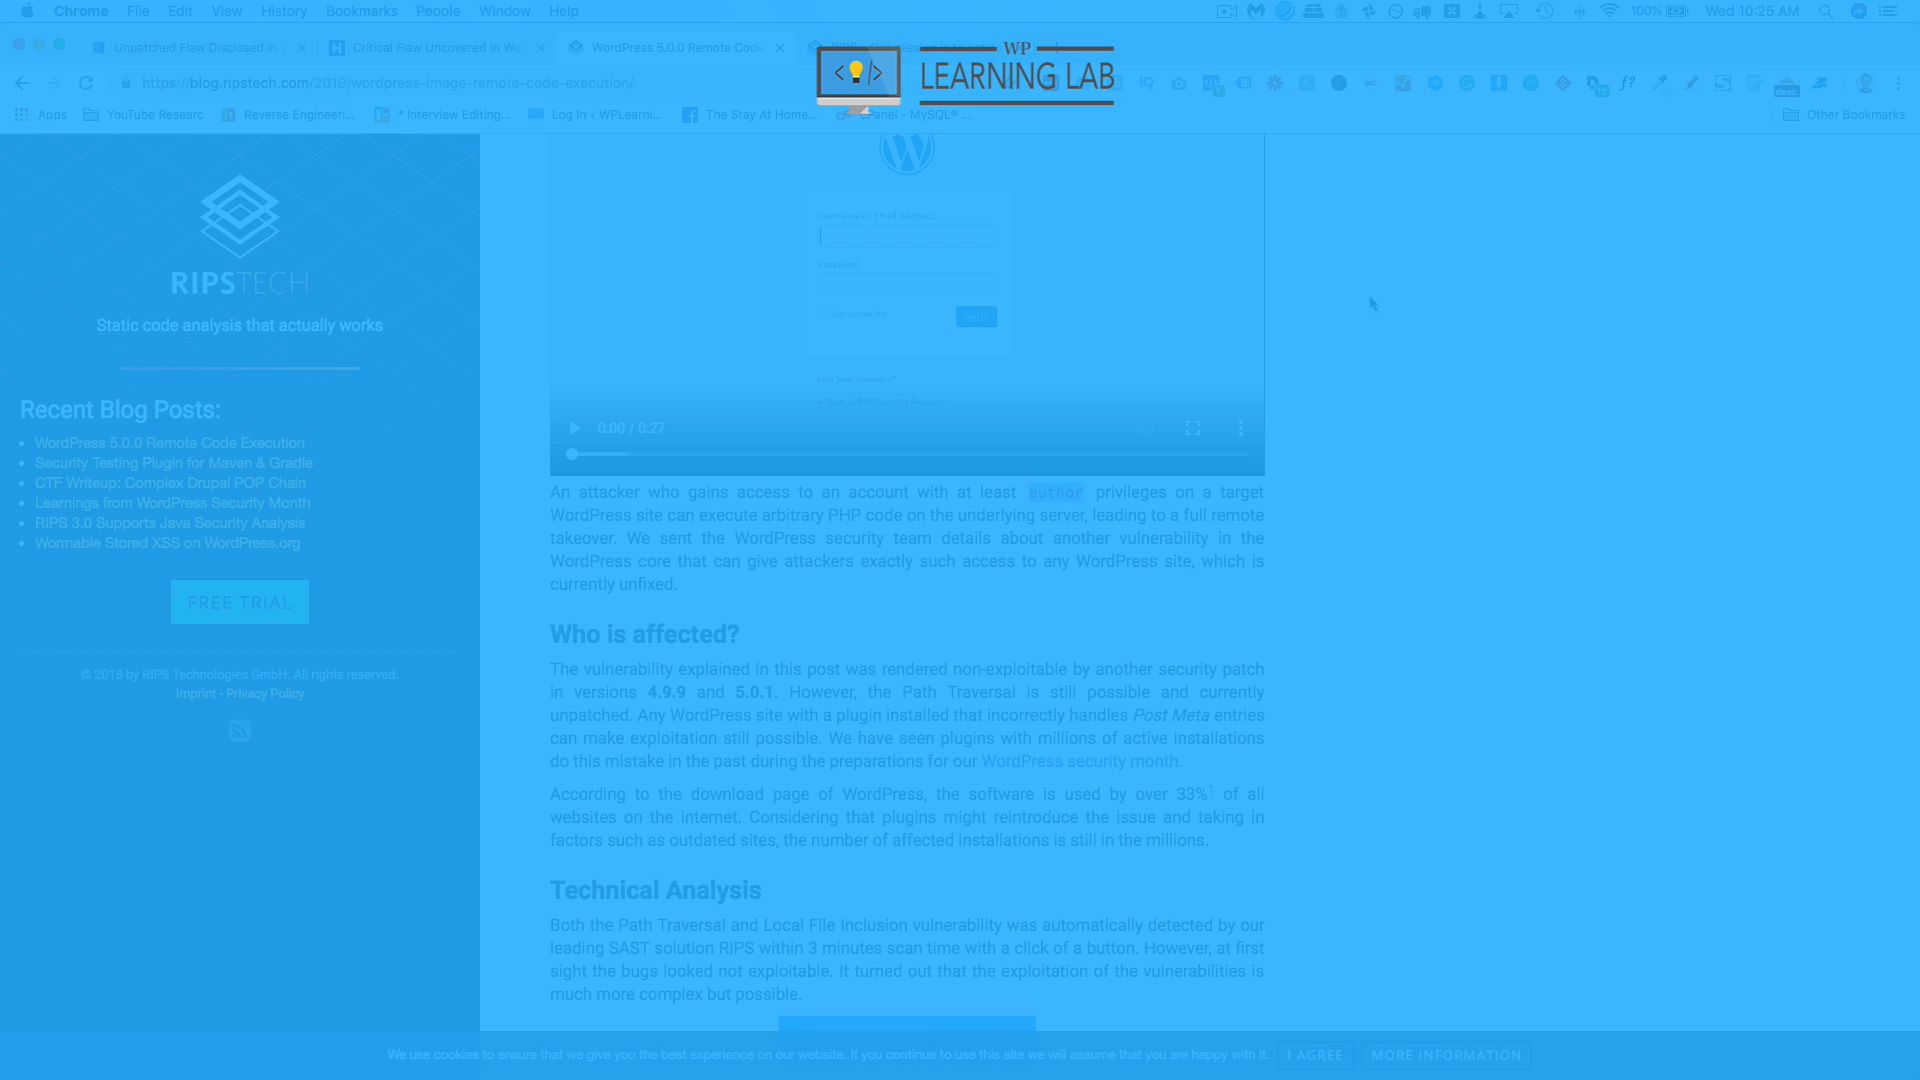 Chrome File Edit View History Bookmarks People Window Help 100% Wed 10:25 AM
Unpatched Flaw Disclosed in Critical Flaw Uncovered In WordPress 5.0.0 Remote Code
https://blog.ripstech.com/2019/wordpress-image-remote-code-execution/
Apps YouTube Researc Reverse Engineeri... * Interview Editing... Log In ‹ WPLearni... The Stay At Home... cPanel - MySQL® ... Other Bookmarks
WP
LEARNING LAB
RIPSTECH
Static code analysis that actually works
Recent Blog Posts:
WordPress 5.0.0 Remote Code Execution
Security Testing Plugin for Maven & Gradle
CTF Writeup: Complex Drupal POP Chain
Learnings from WordPress Security Month
RIPS 3.0 Supports Java Security Analysis
Wormable Stored XSS on WordPress.org
FREE TRIAL
© 2018 by RIPS Technologies GmbH. All rights reserved.
Imprint - Privacy Policy
Username or Email Address
Password
Remember Me
Log In
Lost your password?
0:00 / 0:27
An attacker who gains access to an account with at least author privileges on a target
WordPress site can execute arbitrary PHP code on the underlying server, leading to a full remote
takeover. We sent the WordPress security team details about another vulnerability in the
WordPress core that can give attackers exactly such access to any WordPress site, which is
currently unfixed.
Who is affected?
The vulnerability explained in this post was rendered non-exploitable by another security patch
in versions 4.9.9 and 5.0.1. However, the Path Traversal is still possible and currently
unpatched. Any WordPress site with a plugin installed that incorrectly handles Post Meta entries
can make exploitation still possible. We have seen plugins with millions of active installations
do this mistake in the past during the preparations for our WordPress security month.
According to the download page of WordPress, the software is used by over 33%1 of all
websites on the internet. Considering that plugins might reintroduce the issue and taking in
factors such as outdated sites, the number of affected installations is still in the millions.
Technical Analysis
Both the Path Traversal and Local File Inclusion vulnerability was automatically detected by our
leading SAST solution RIPS within 3 minutes scan time with a click of a button. However, at first
sight the bugs looked not exploitable. It turned out that the exploitation of the vulnerabilities is
much more complex but possible.
We use cookies to ensure that we give you the best experience on our website. If you continue to use this site we will assume that you are happy with it. I AGREE MORE INFORMATION